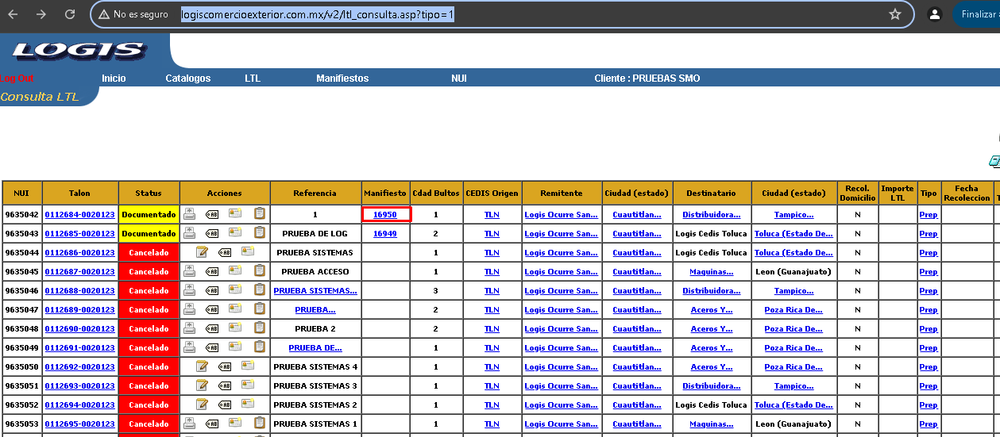 No es seguro logiscomercioexterior.com.mx/v2/ltl_consulta.asp?tipo=1 Finalizar
LOGIS
Log Out Inicio Catalogos LTL Manifiestos NUI Cliente : PRUEBAS SMO
Consulta LTL
NUI Talon Status Acciones Referencia Manifiesto Cdad Bultos CEDIS Origen Remitente Ciudad (estado) Destinatario Ciudad (estado) Recol. Domicilio Importe LTL Tipo Fecha Recoleccion
9635042 0112684-0020123 Documentado AB 1 16950 1 TLN Logis Ocurre San... Cuautitlan... Distribuidora... Tampico... N Prep
9635043 0112685-0020123 Documentado AB PRUEBA DE LOG 16949 2 TLN Logis Ocurre San... Cuautitlan... Logis Cedis Toluca Toluca (Estado De... N Prep
9635044 0112686-0020123 Cancelado AB PRUEBA SISTEMAS 1 TLN Logis Ocurre San... Cuautitlan... Logis Cedis Toluca Toluca (Estado De... N Prep
9635045 0112687-0020123 Cancelado AB PRUEBA ACCESO 1 TLN Logis Ocurre San... Cuautitlan... Maquinas... Leon (Guanajuato) N Prep
9635046 0112688-0020123 Cancelado AB PRUEBA SISTEMAS... 3 TLN Logis Ocurre San... Cuautitlan... Distribuidora... Tampico... N Prep
9635047 0112689-0020123 Cancelado AB PRUEBA... 2 TLN Logis Ocurre San... Cuautitlan... Aceros Y... Poza Rica De... N Prep
9635048 0112690-0020123 Cancelado AB PRUEBA 2 2 TLN Logis Ocurre San... Cuautitlan... Aceros Y... Poza Rica De... N Prep
9635049 0112691-0020123 Cancelado AB PRUEBA DE... 1 TLN Logis Ocurre San... Cuautitlan... Aceros Y... Poza Rica De... N Prep
9635050 0112692-0020123 Cancelado AB PRUEBA SISTEMAS 4 1 TLN Logis Ocurre San... Cuautitlan... Aceros Y... Poza Rica De... N Prep
9635051 0112693-0020123 Cancelado AB PRUEBA SISTEMAS 3 1 TLN Logis Ocurre San... Cuautitlan... Distribuidora... Tampico... N Prep
9635052 0112694-0020123 Cancelado AB PRUEBA SISTEMAS 2 1 TLN Logis Ocurre San... Cuautitlan... Logis Cedis Toluca Toluca (Estado De... N Prep
9635053 0112695-0020123 Cancelado AB PRUEBA SISTEMAS 1 1 TLN Logis Ocurre San... Cuautitlan... Maquinas... Leon (Guanajuato) N Prep